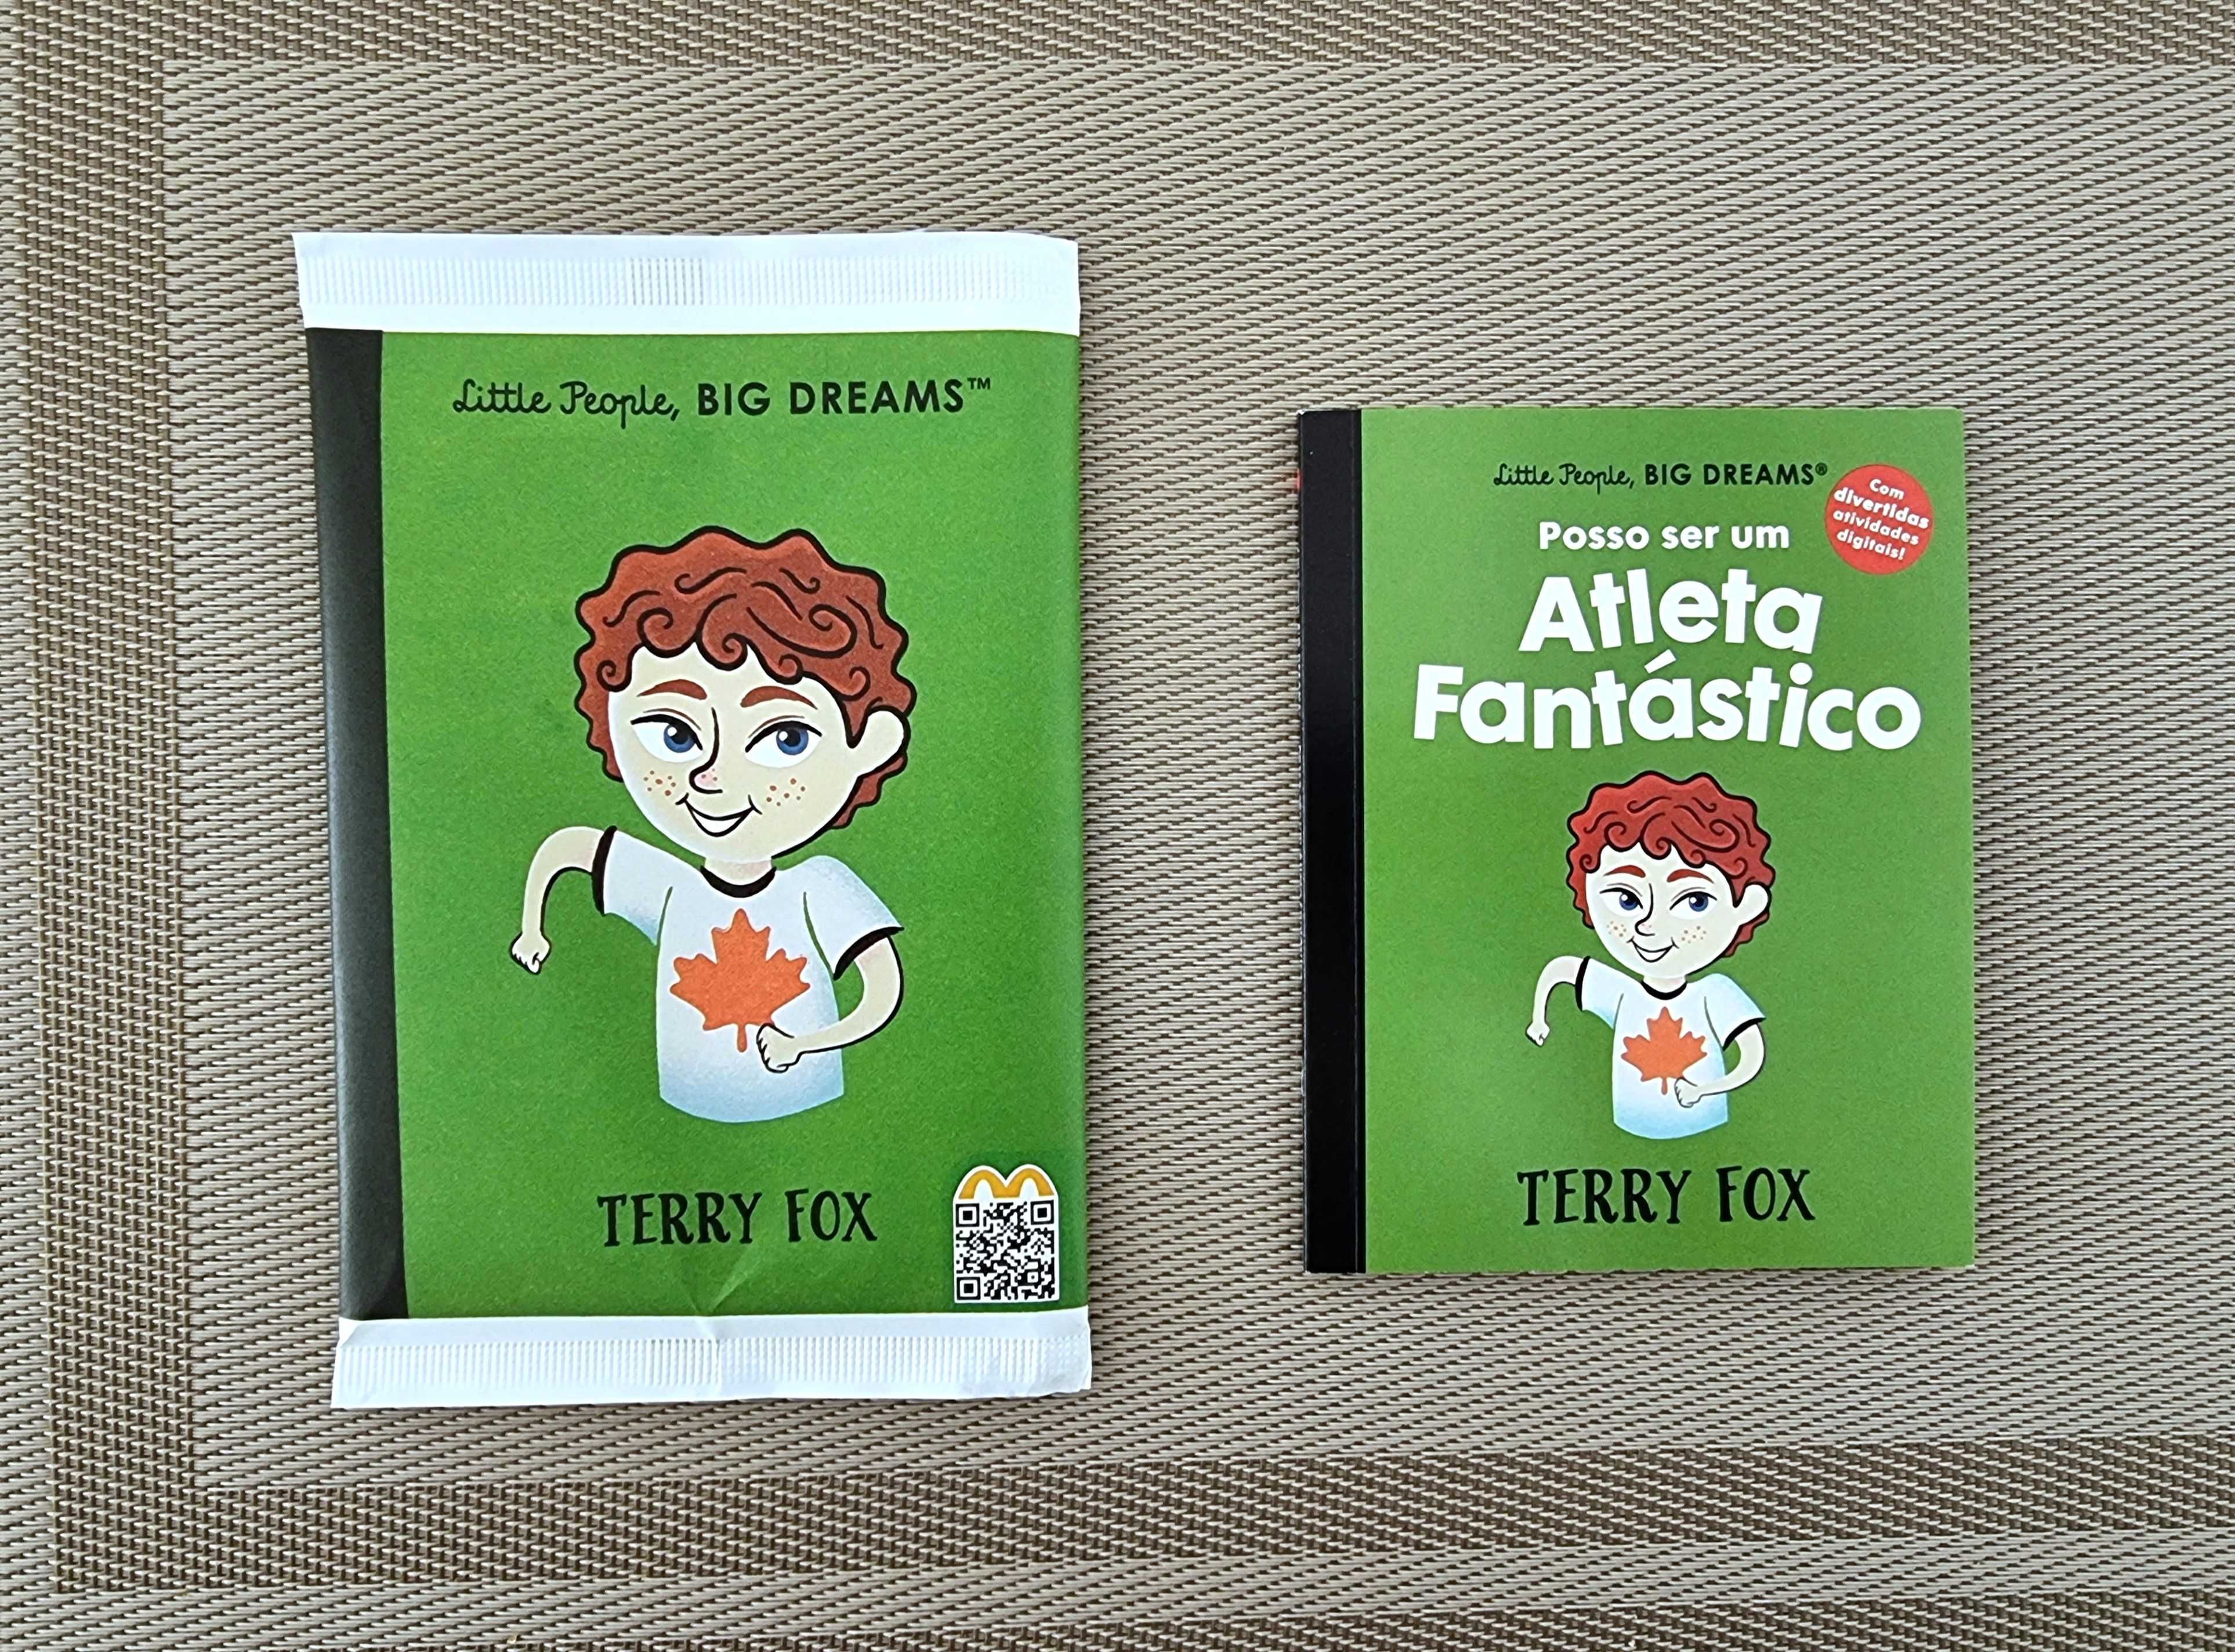 Little People, BIG DREAMS™
TERRY FOX
Little People, BIG DREAMS®
Com
divertidas
atividades
digitais!
Posso ser um
Atleta
Fantástico
TERRY FOX